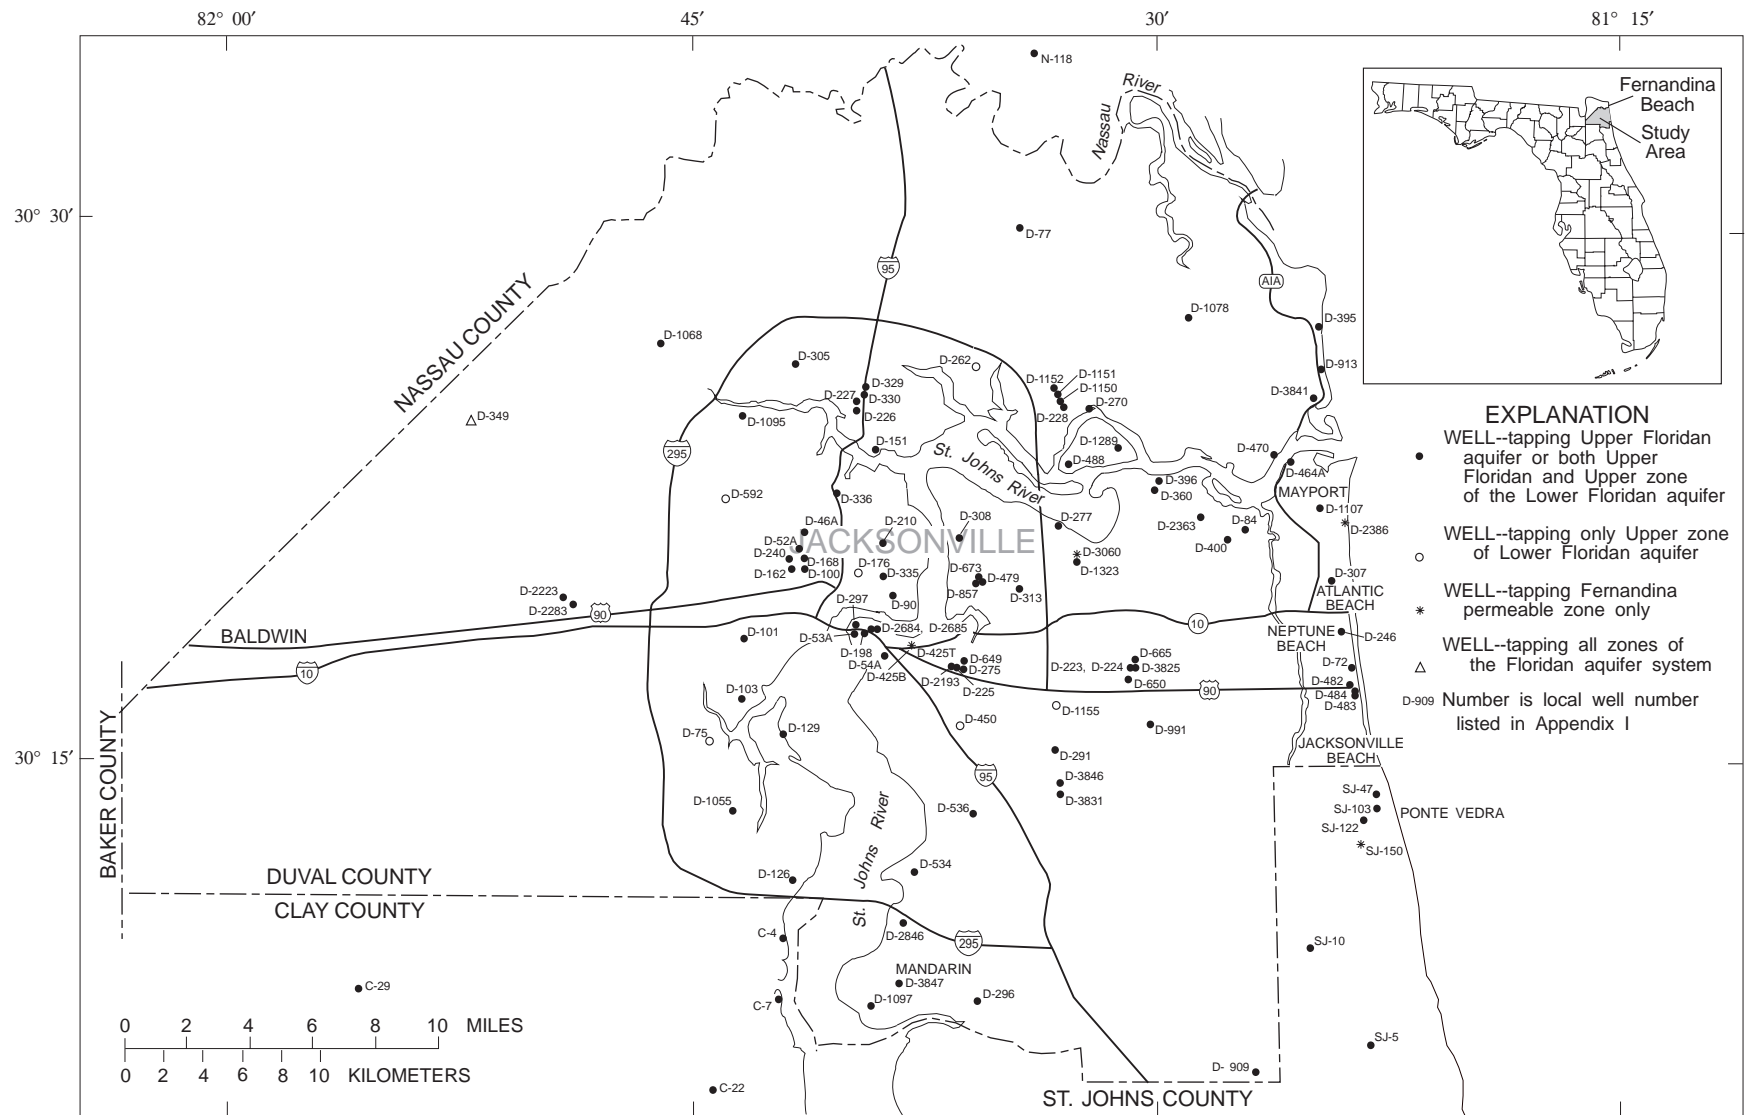 82° 00′
45′
30′
81° 15′
N-118
Nassau
River
Fernandina
Beach
Study
Area
30° 30′
D-77
95
A1A
NASSAU COUNTY
D-1078
D-395
D-1068
D-305
D-262
D-913
D-1151
D-1152
D-1150
D-329
D-227
D-330
D-226
D-228
D-270
D-3841
D-349
D-1095
EXPLANATION
WELL--tapping Upper Floridan
aquifer or both Upper
Floridan and Upper zone
of the Lower Floridan aquifer
WELL--tapping only Upper zone
of Lower Floridan aquifer
WELL--tapping Fernandina
permeable zone only
WELL--tapping all zones of
the Floridan aquifer system
D-909 Number is local well number
listed in Appendix I
295
D-151
St. Johns River
D-1289
D-488
D-470
D-464A
MAYPORT
D-592
D-336
D-396
D-360
D-1107
D-2386
D-46A
D-210
D-308
D-277
D-2363
D-84
D-52A
JACKSONVILLE
D-400
D-240
D-168
D-3060
D-162
D-100
D-176
D-335
D-673
D-479
D-1323
D-857
D-313
D-307
ATLANTIC
BEACH
D-2223
D-2283
90
D-297
D-90
10
BALDWIN
D-101
D-53A
D-2684, D-2685
NEPTUNE
BEACH
D-246
D-198
D-425T
D-54A
D-425B
D-649
D-275
D-2193
D-225
D-665
D-223, D-224
D-3825
D-650
D-72
D-482
D-484
D-483
10
90
D-103
D-1155
D-450
D-991
D-75
D-129
30° 15′
D-291
JACKSONVILLE
BEACH
95
D-3846
D-3831
D-1055
D-536
SJ-47
SJ-103
SJ-122
PONTE VEDRA
SJ-150
BAKER COUNTY
St. Johns River
DUVAL COUNTY
CLAY COUNTY
D-126
D-534
C-4
D-2846
295
SJ-10
MANDARIN
D-3847
C-29
C-7
D-1097
D-296
0 2 4 6 8 10 MILES
0 2 4 6 8 10 KILOMETERS
SJ-5
D- 909
C-22
ST. JOHNS COUNTY